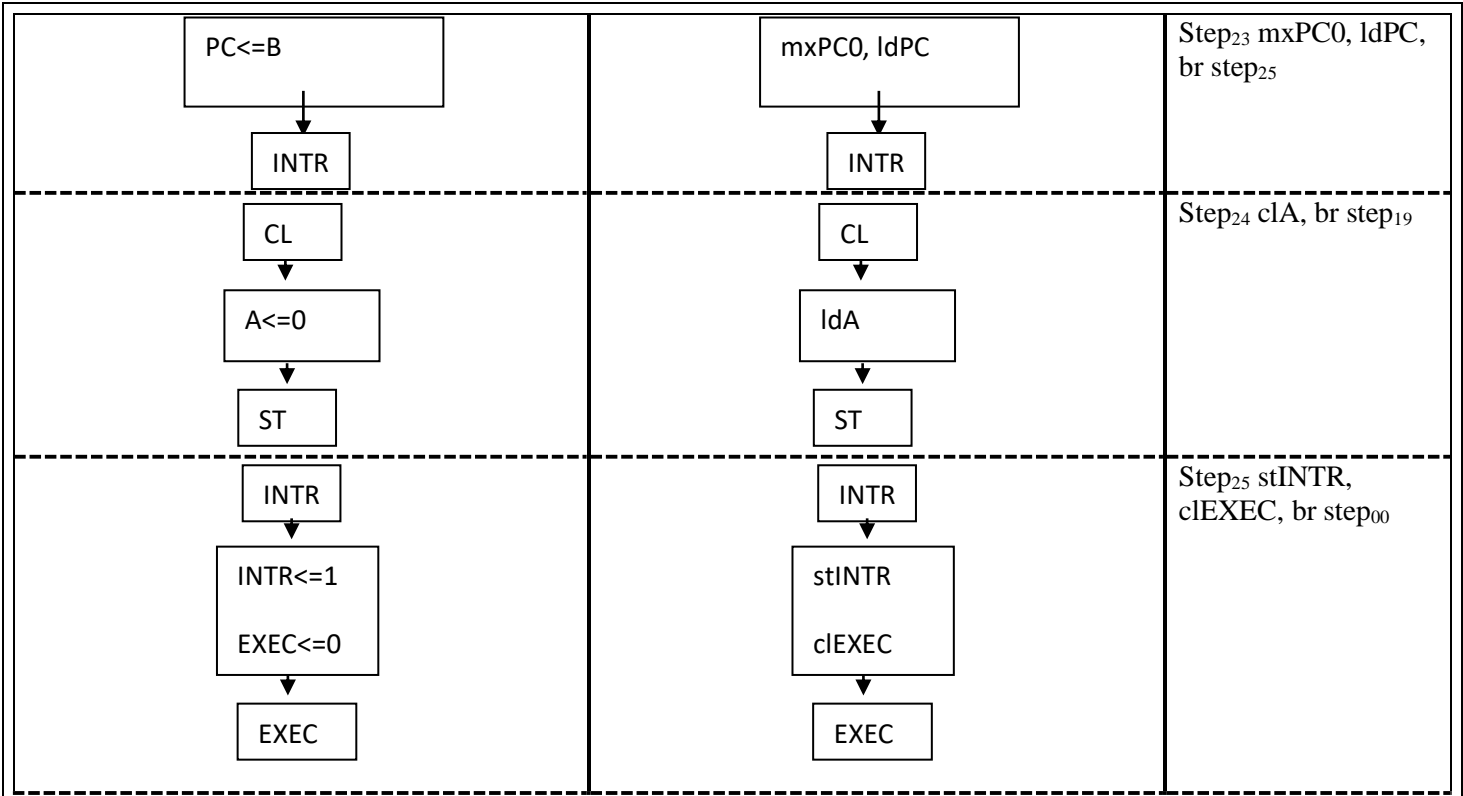 PC<=B
INTR
mxPC0, ldPC
INTR
Step₂₃ mxPC0, ldPC,
br step₂₅
CL
A<=0
ST
CL
ldA
ST
Step₂₄ clA, br step₁₉
INTR
INTR<=1
EXEC<=0
EXEC
INTR
stINTR
clEXEC
EXEC
Step₂₅ stINTR,
clEXEC, br step₀₀